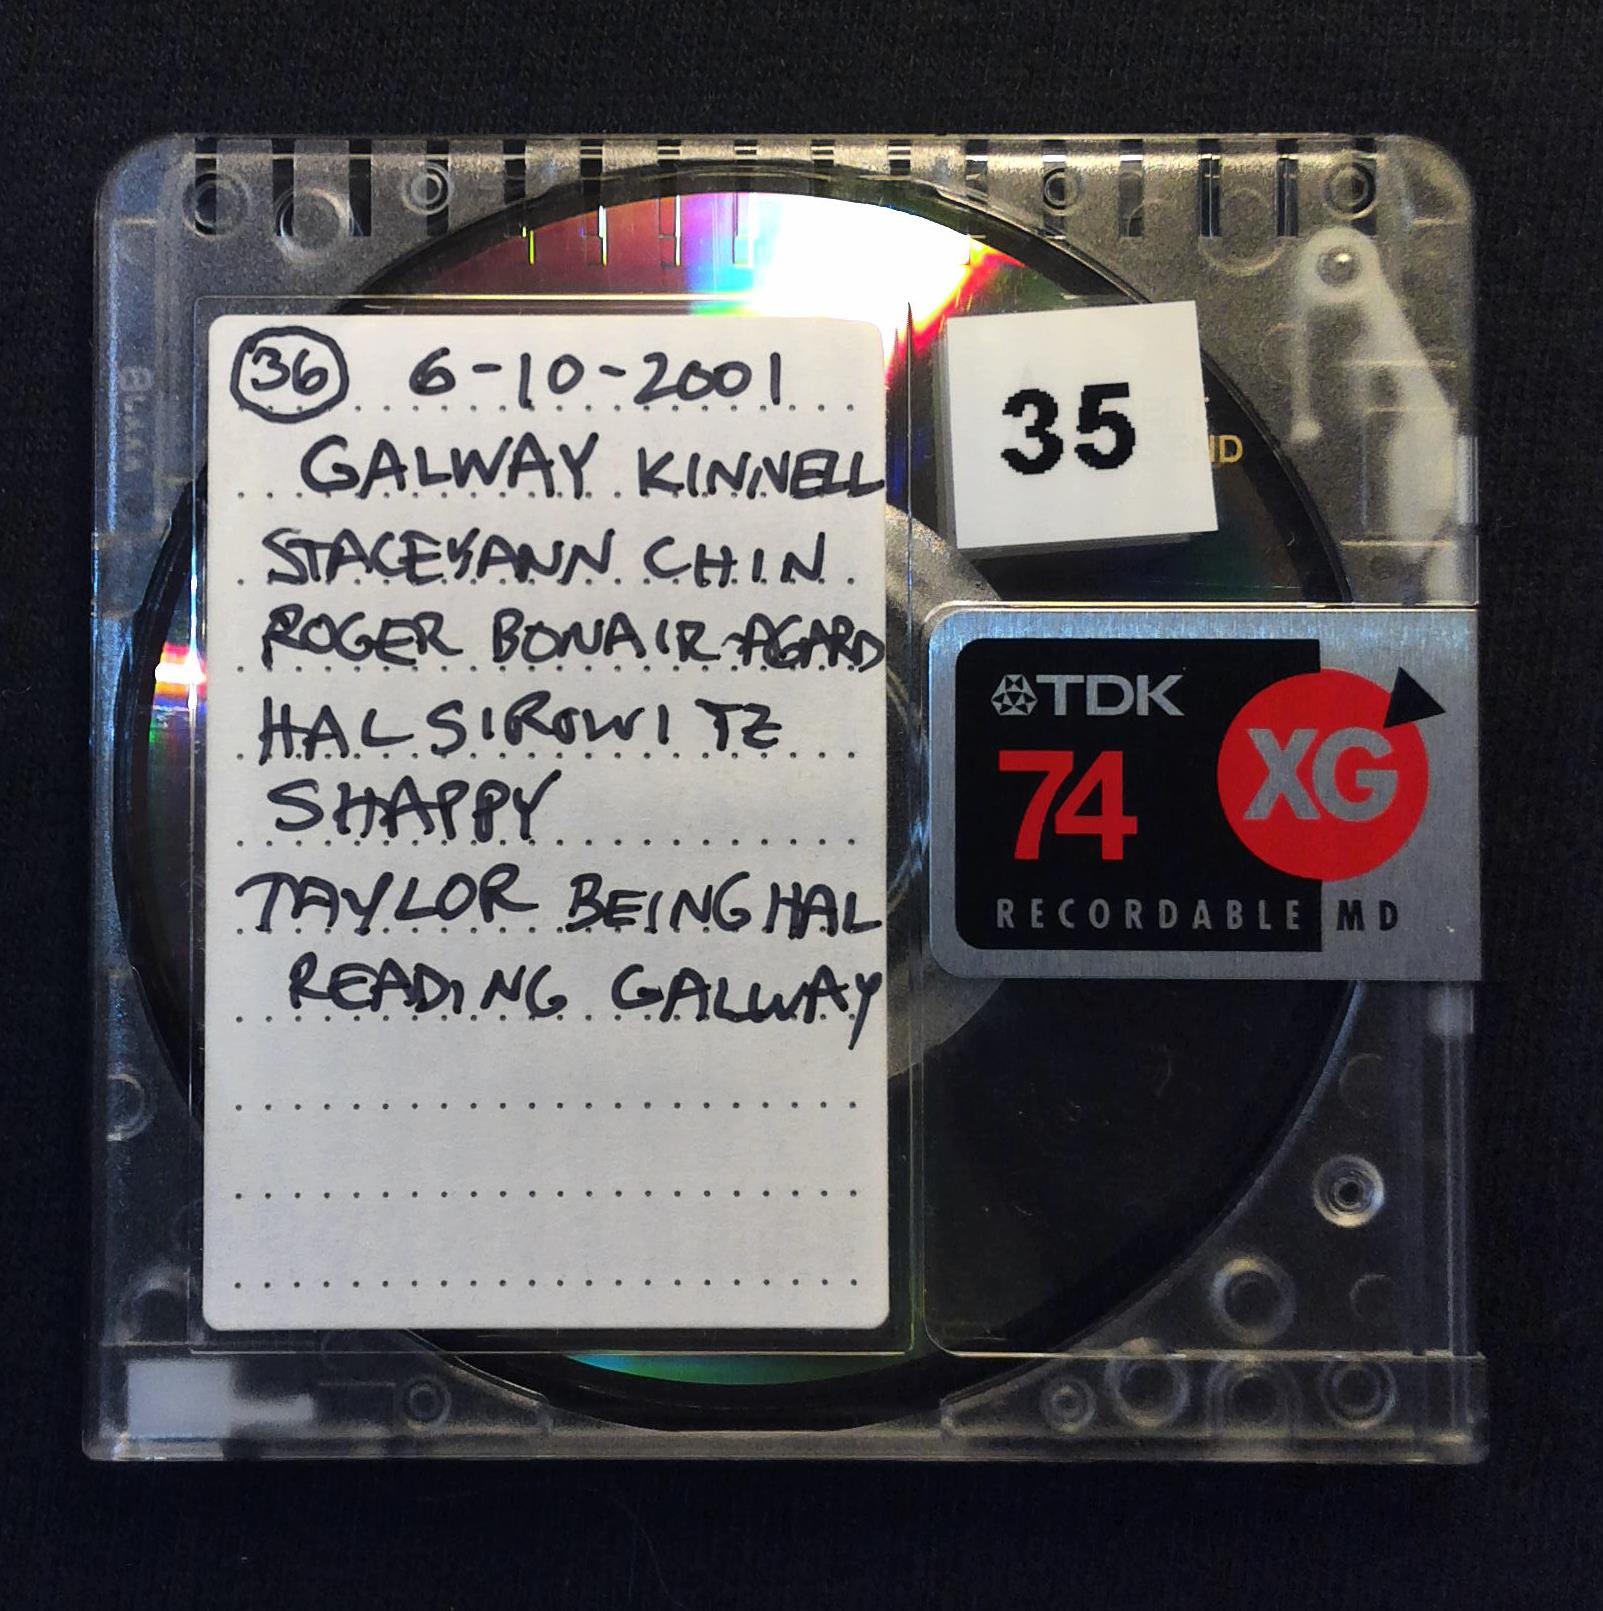 36 6-10-2001
GALWAY KINNELL
STACEYANN CHIN
ROGER BONAIR-AGARD
HAL SIROWITZ
SHAPPY
TAYLOR BEING HAL
READING GALWAY
35
TDK
74
XG
RECORDABLE MD